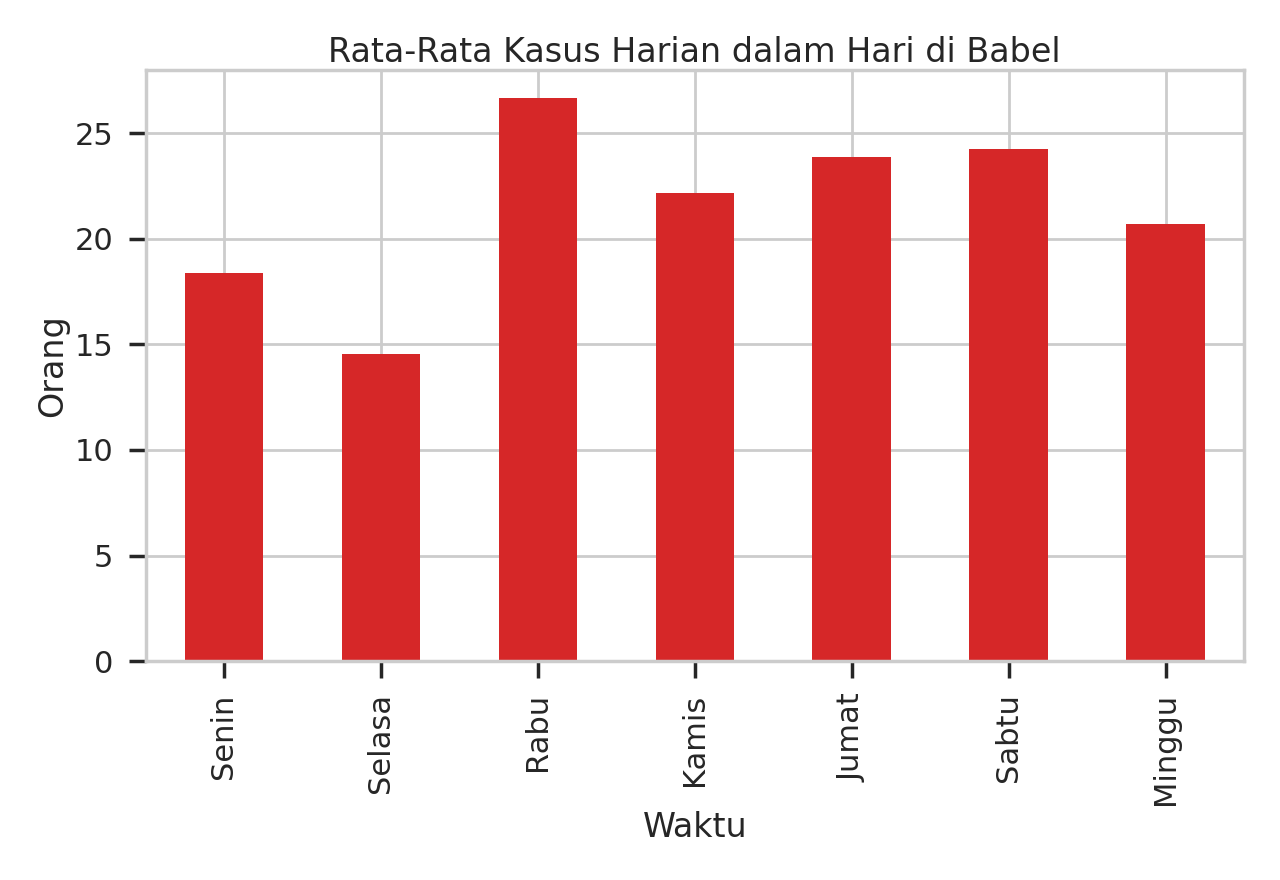 Rata-Rata Kasus Harian dalam Hari di Babel
25
20
15
10
5
0
Orang
Senin
Selasa
Rabu
Kamis
Jumat
Sabtu
Minggu
Waktu